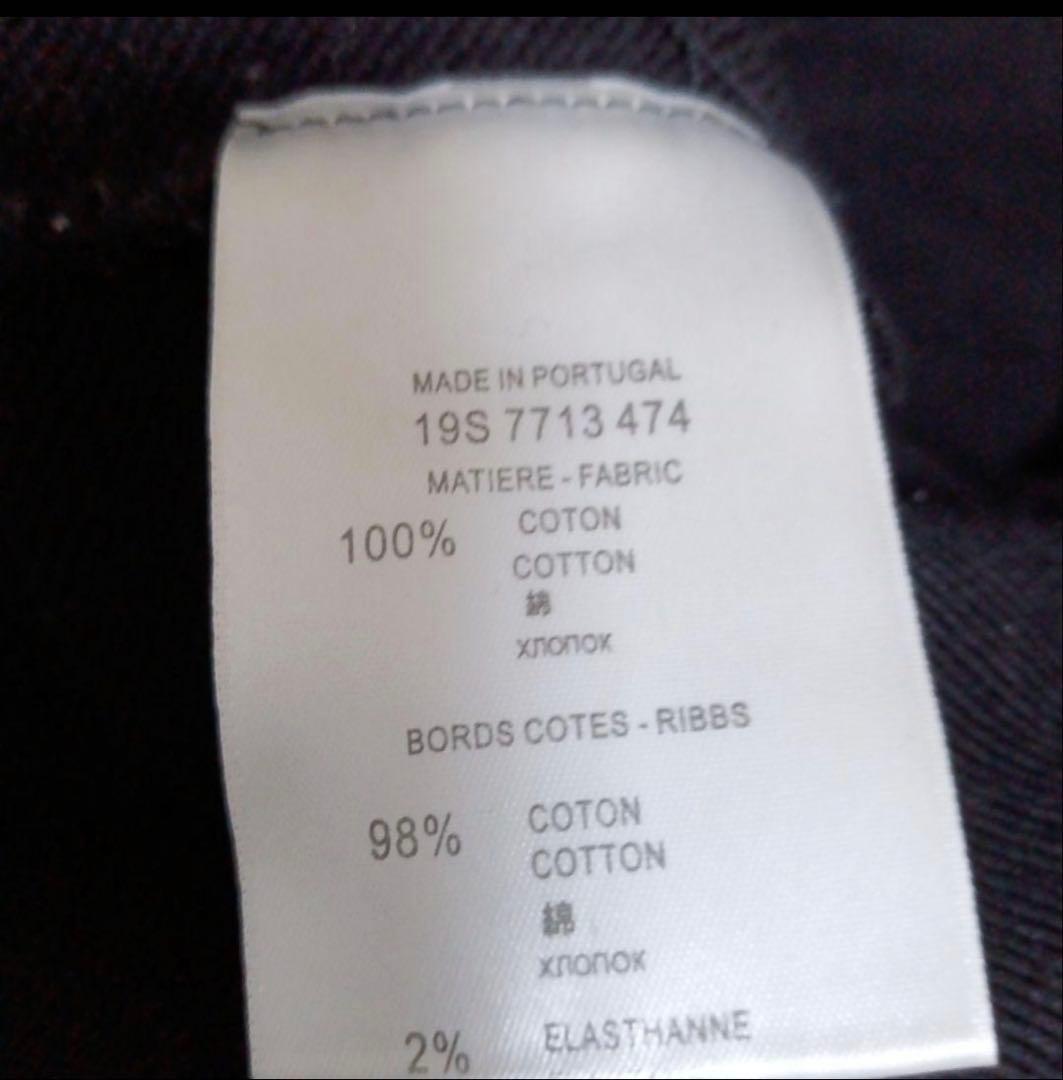 MADE IN PORTUGAL
19S 7713 474
MATIERE - FABRIC
100% COTON
COTTON
綿
хлопок
BORDS COTES - RIBBS
98% COTON
COTTON
綿
хлопок
2% ELASTHANNE